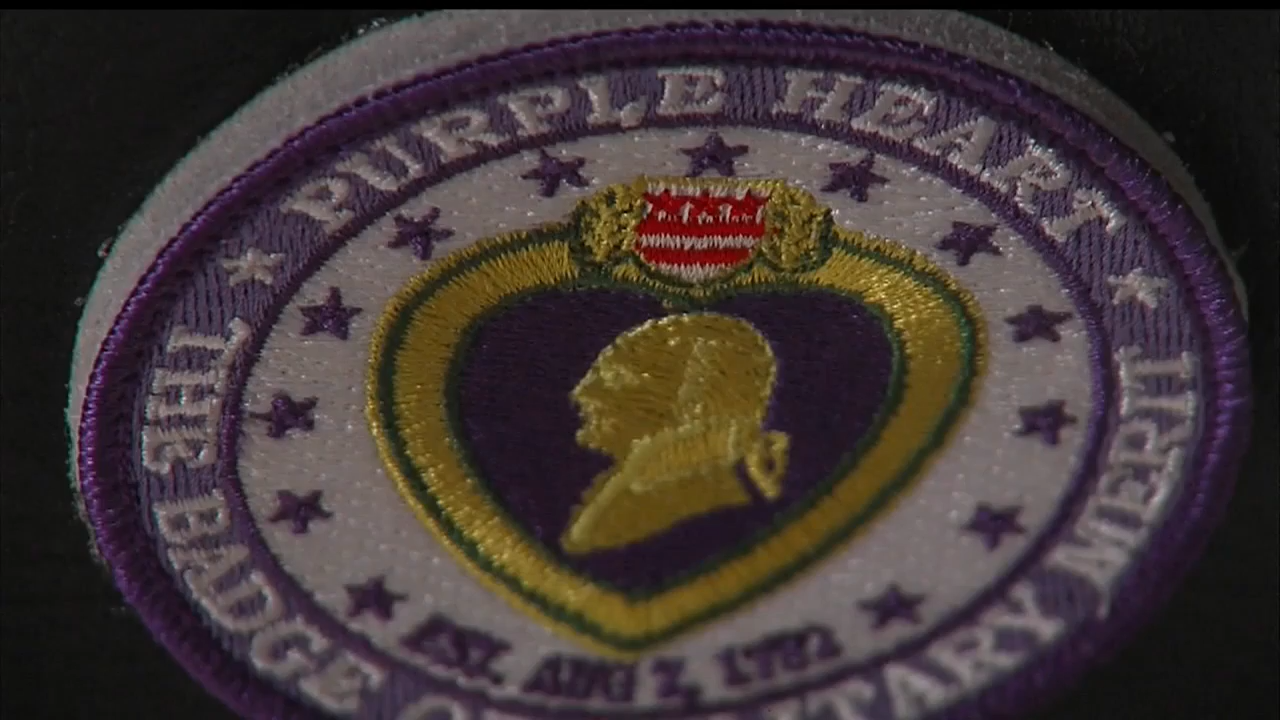 PURPLE HEART
THE BADGE OF MILITARY MERIT
EST. AUG 7, 1782